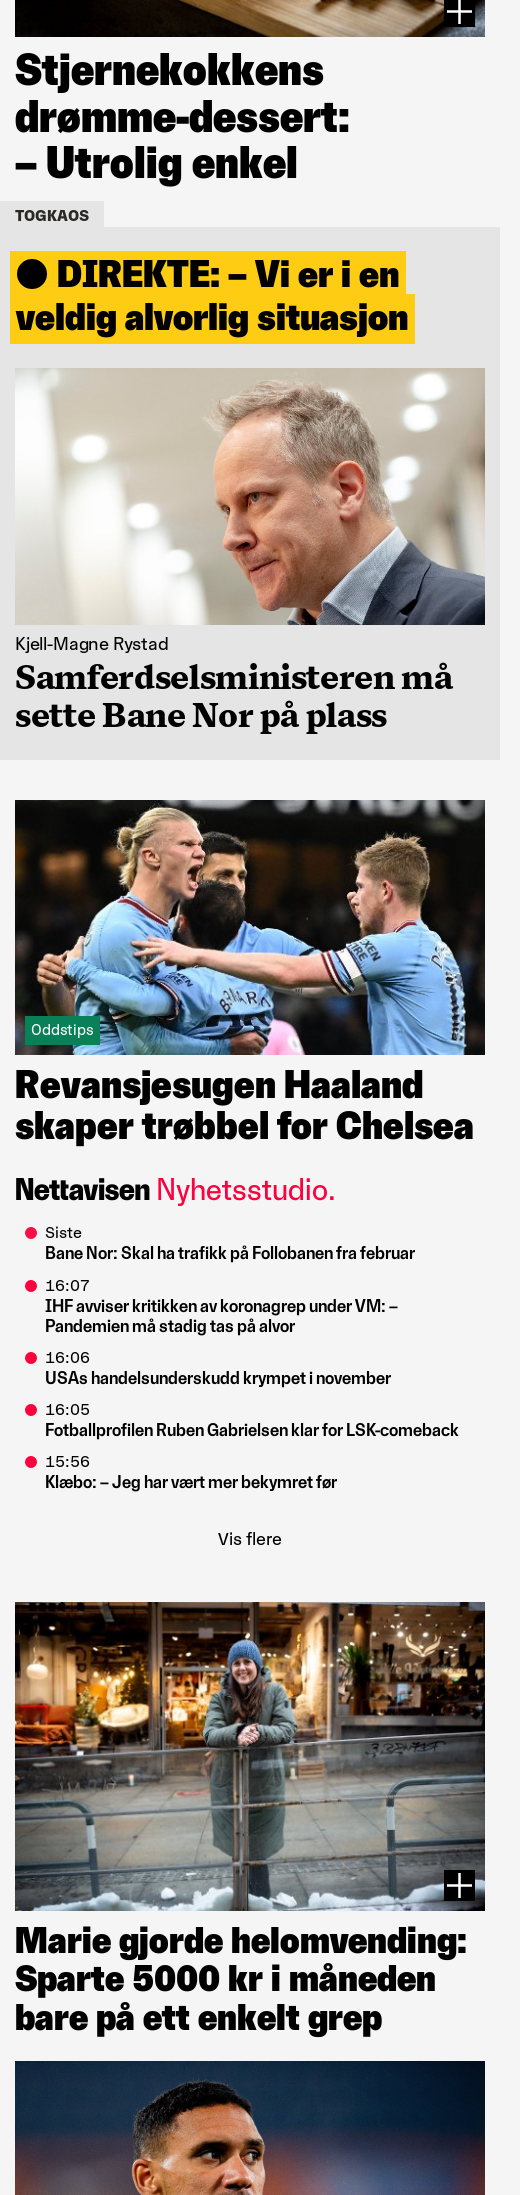 Stjernekokkens
drømme-dessert:
– Utrolig enkel
TOGKAOS
DIREKTE: – Vi er i en
veldig alvorlig situasjon
Kjell-Magne Rystad
Samferdselsministeren må
sette Bane Nor på plass
Oddstips
Revansjesugen Haaland
skaper trøbbel for Chelsea
Nettavisen Nyhetsstudio.
Siste
Bane Nor: Skal ha trafikk på Follobanen fra februar
16:07
IHF avviser kritikken av koronagrep under VM: –
Pandemien må stadig tas på alvor
16:06
USAs handelsunderskudd krympet i november
16:05
Fotballprofilen Ruben Gabrielsen klar for LSK-comeback
15:56
Klæbo: – Jeg har vært mer bekymret før
Vis flere
Marie gjorde helomvending:
Sparte 5000 kr i måneden
bare på ett enkelt grep